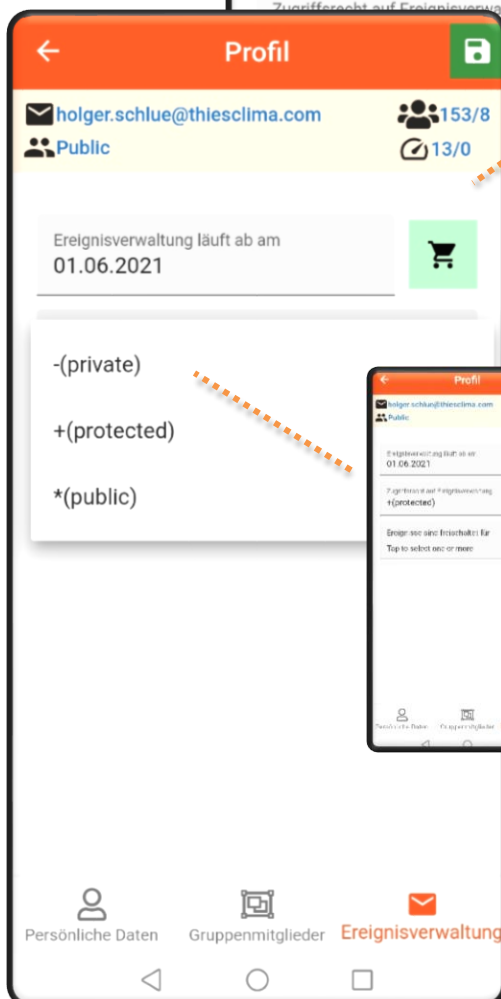 Zugriffsrecht auf Ereignisverwa
Profil
holger.schlue@thiesclima.com
153/8
Public
13/0
Ereignisverwaltung läuft ab am
01.06.2021
-(private)
+(protected)
*(public)
Profil
holger.schlue@thiesclima.com
Public
Ereignisverwaltung läuft ab am
01.06.2021
Zugriffsrecht auf Ereignisverwaltung
+(protected)
Ereignisse sind freischaltet für
Tap to select one or more
Persönliche Daten
Gruppenmitglieder
Persönliche Daten
Gruppenmitglieder
Ereignisverwaltung